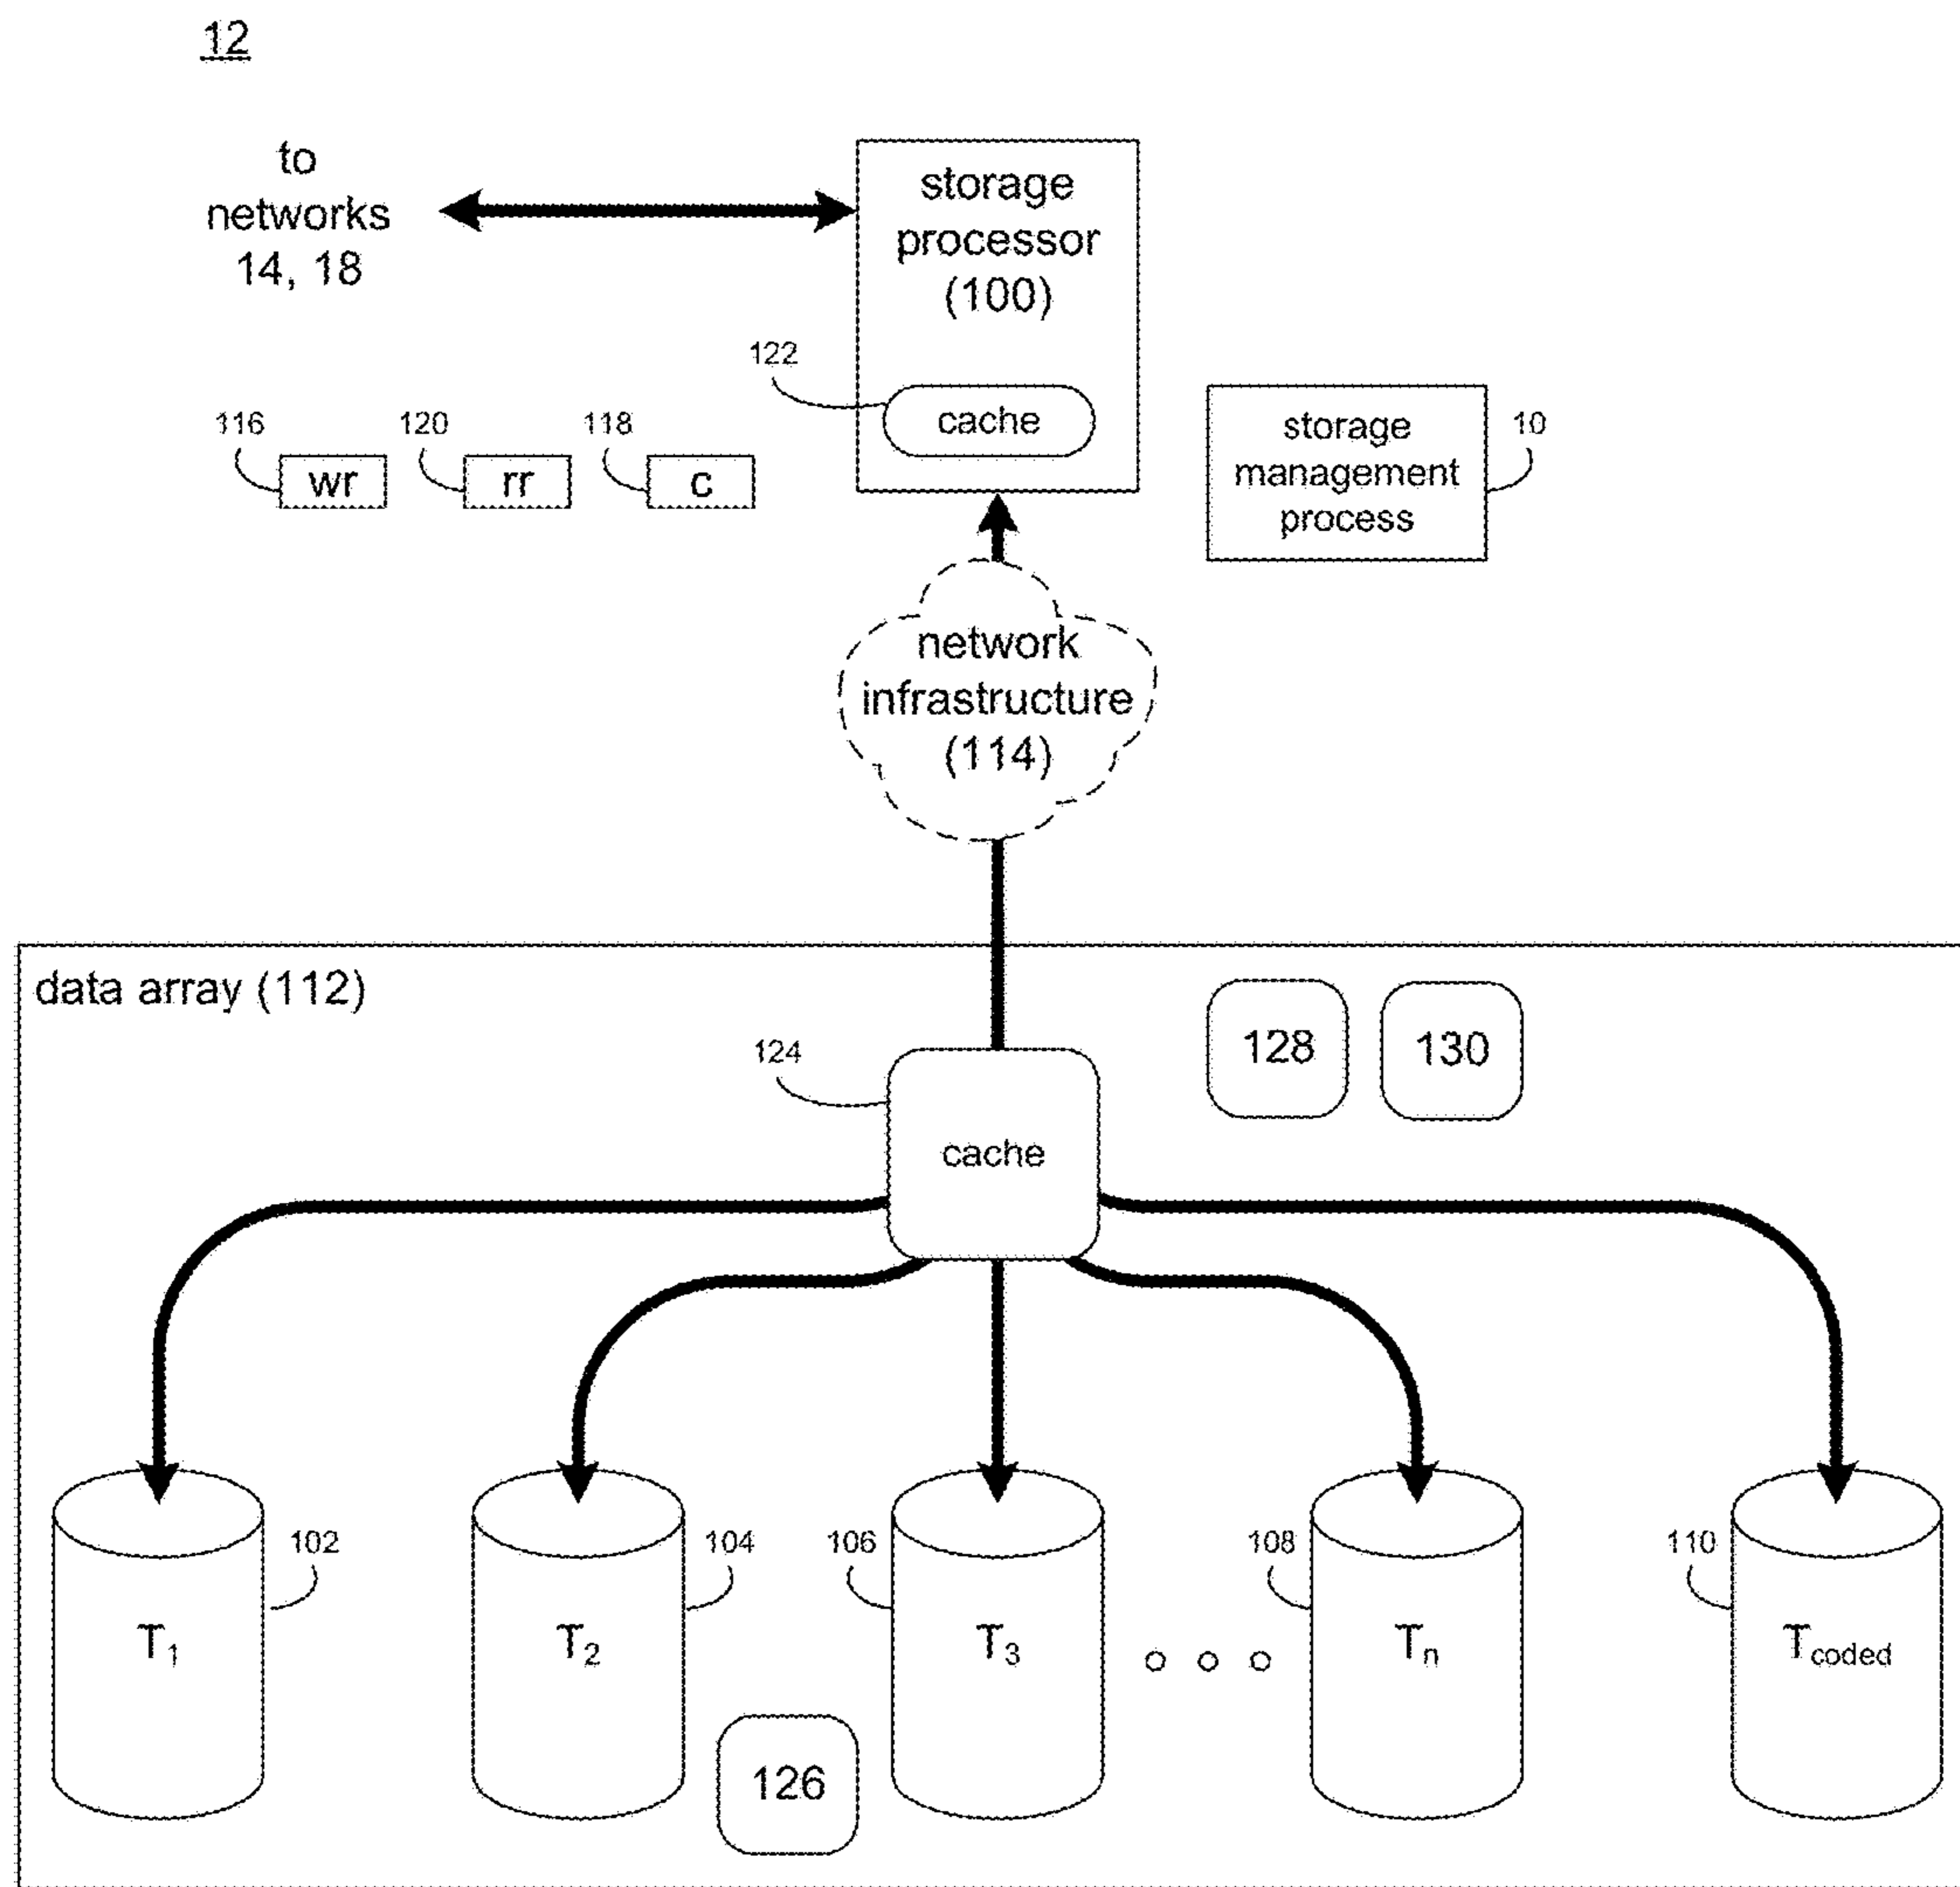 12
to
networks
14, 18
storage
processor
(100)
122
cache
116
wr
120
rr
118
c
storage
management
process
10
network
infrastructure
(114)
data array (112)
128
130
124
cache
102
104
106
108
110
T1
T2
T3
Tn
Tcoded
126